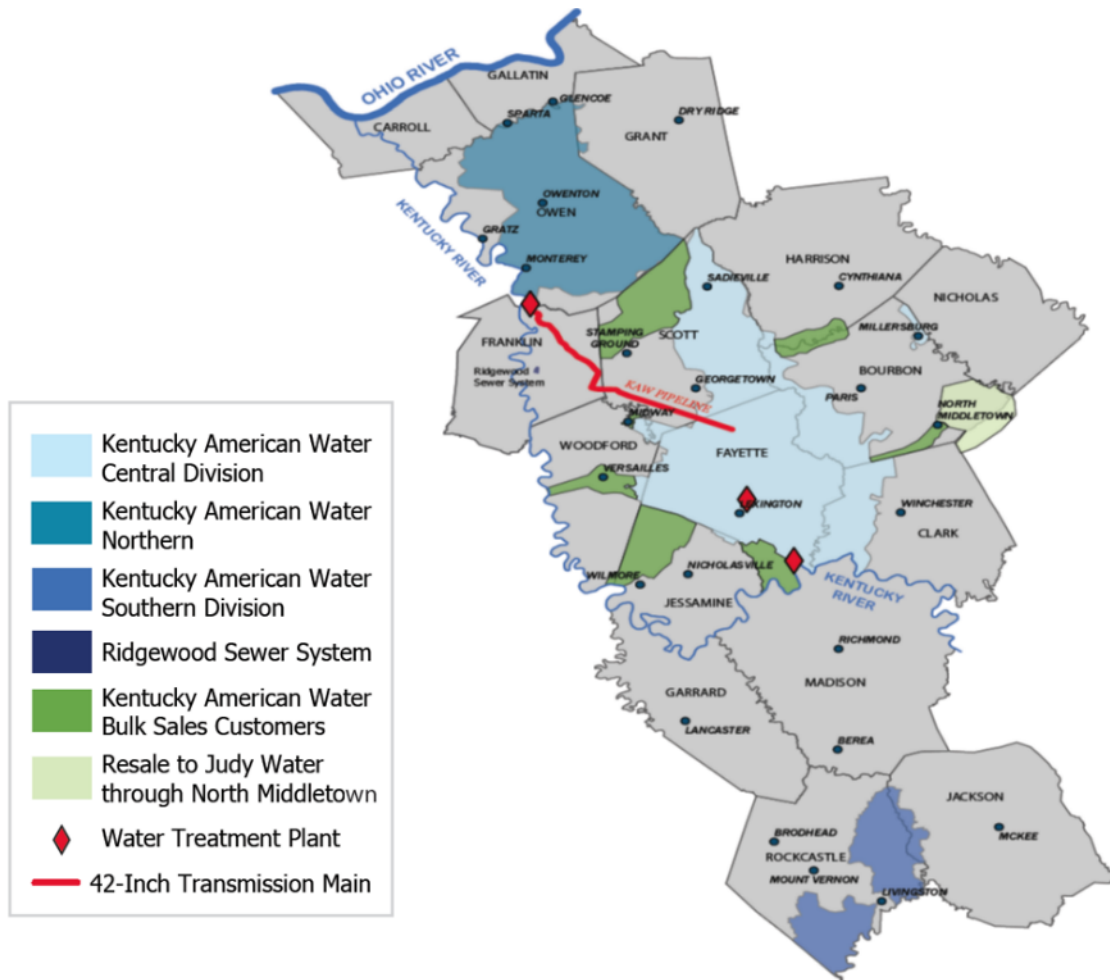 OHIO RIVER
GALLATIN
GLENCOE
SPARTA
CARROLL
DRY RIDGE
GRANT
OWENTON
OWEN
KENTUCKY RIVER
GRATZ
MONTEREY
HARRISON
SADIEVILLE
CYNTHIANA
NICHOLAS
MILLERSBURG
FRANKLIN
STAMPING
GROUND
SCOTT
Ridgewood
Sewer System
BOURBON
GEORGETOWN
KAW PIPELINE
PARIS
NORTH
MIDDLETOWN
MIDWAY
WOODFORD
FAYETTE
VERSAILLES
LEXINGTON
WINCHESTER
CLARK
NICHOLASVILLE
WILMORE
JESSAMINE
KENTUCKY
RIVER
RICHMOND
MADISON
GARRARD
LANCASTER
BEREA
JACKSON
BRODHEAD
MCKEE
ROCKCASTLE
MOUNT VERNON
LIVINGSTON
Kentucky American Water
Central Division
Kentucky American Water
Northern
Kentucky American Water
Southern Division
Ridgewood Sewer System
Kentucky American Water
Bulk Sales Customers
Resale to Judy Water
through North Middletown
Water Treatment Plant
42-Inch Transmission Main